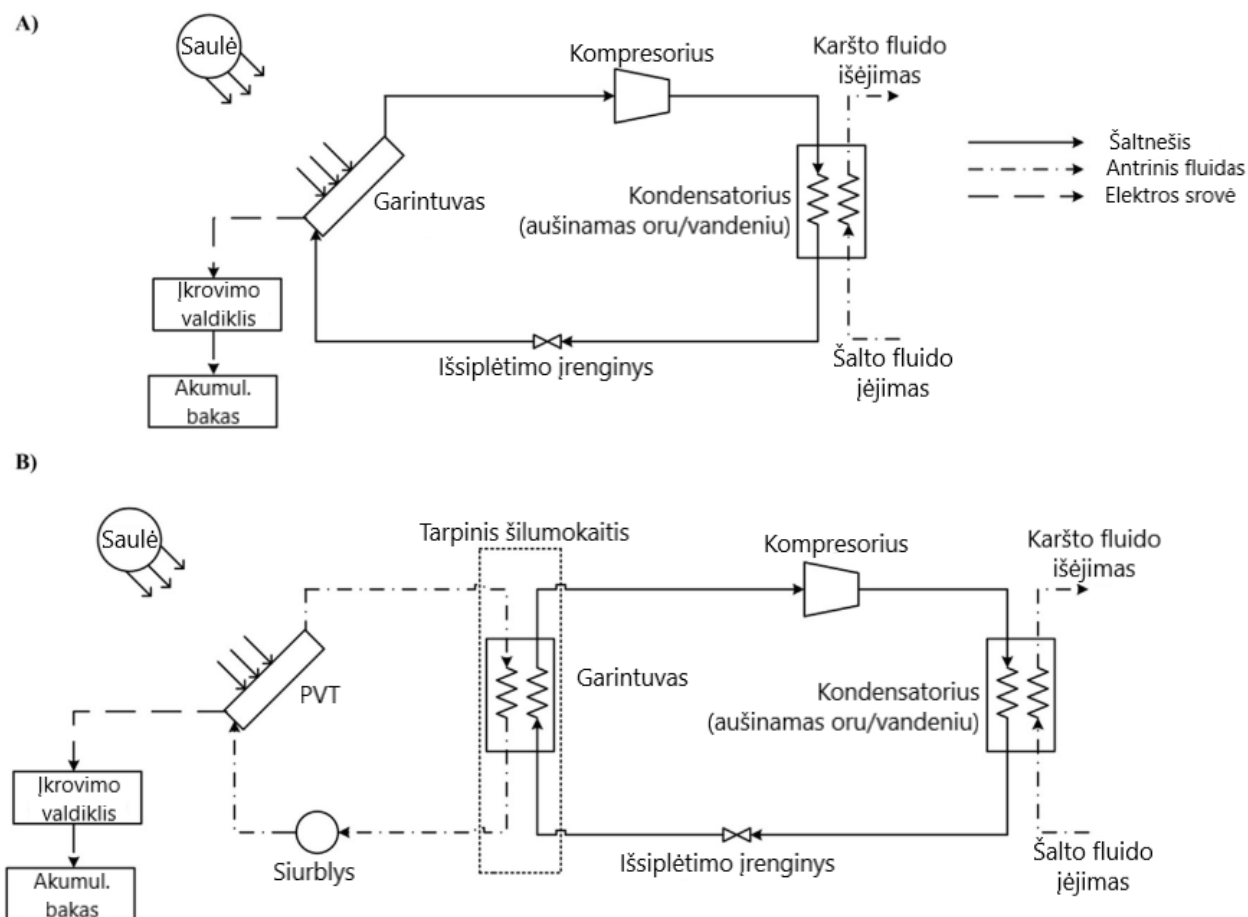 A)
Saulė
Kompresorius
Karšto fluido
išėjimas
Šaltnešis
Antrinis fluidas
Elektros srovė
Garintuvas
Kondensatorius
(aušinamas oru/vandeniu)
Įkrovimo
valdiklis
Išsiplėtimo įrenginys
Šalto fluido
įėjimas
Akumul.
bakas
B)
Saulė
Tarpinis šilumokaitis
Kompresorius
Karšto fluido
išėjimas
PVT
Garintuvas
Kondensatorius
(aušinamas oru/vandeniu)
Įkrovimo
valdiklis
Siurblys
Išsiplėtimo įrenginys
Šalto fluido
įėjimas
Akumul.
bakas